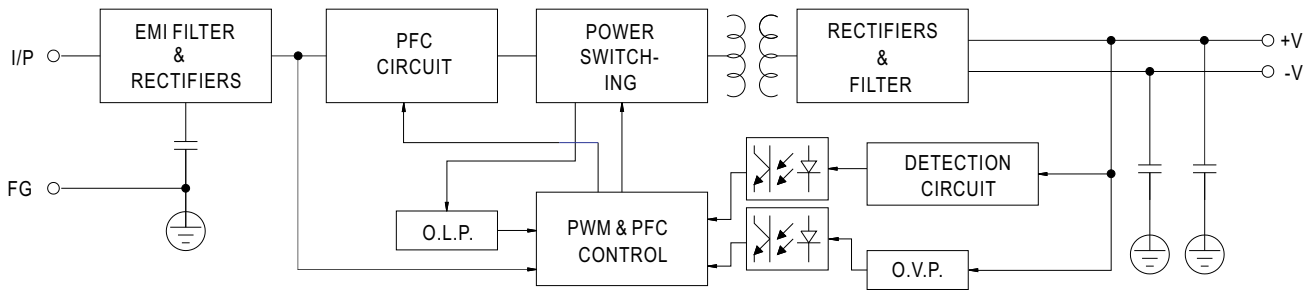 I/P
EMI FILTER
&
RECTIFIERS
PFC
CIRCUIT
POWER
SWITCH-
ING
RECTIFIERS
&
FILTER
+V
-V
FG
O.L.P.
PWM & PFC
CONTROL
DETECTION
CIRCUIT
O.V.P.